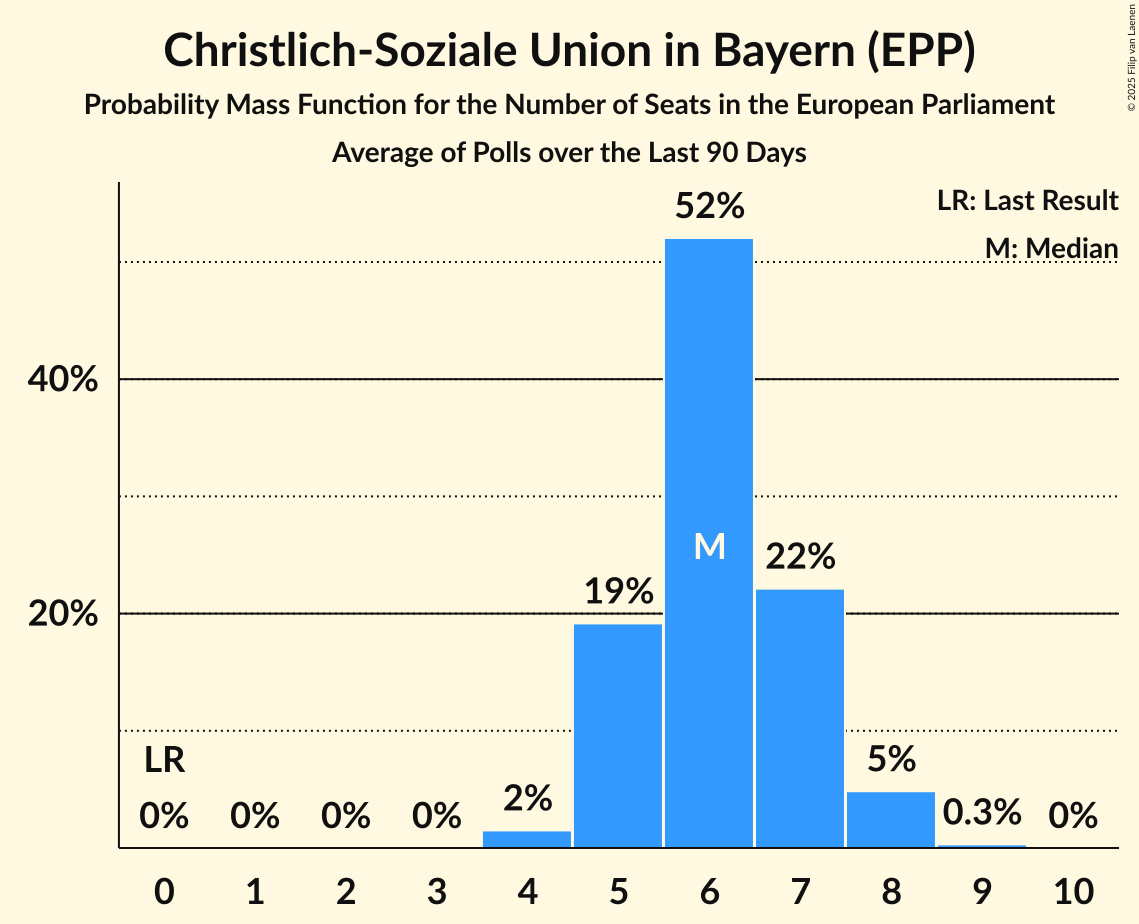 Christlich-Soziale Union in Bayern (EPP)
Probability Mass Function for the Number of Seats in the European Parliament
Average of Polls over the Last 90 Days
© 2025 Filip van Laenen
LR: Last Result
M: Median
52%
40%
M
22%
19%
20%
LR
5%
2%
0% 0% 0% 0% 0.3% 0%
0 1 2 3 4 5 6 7 8 9 10